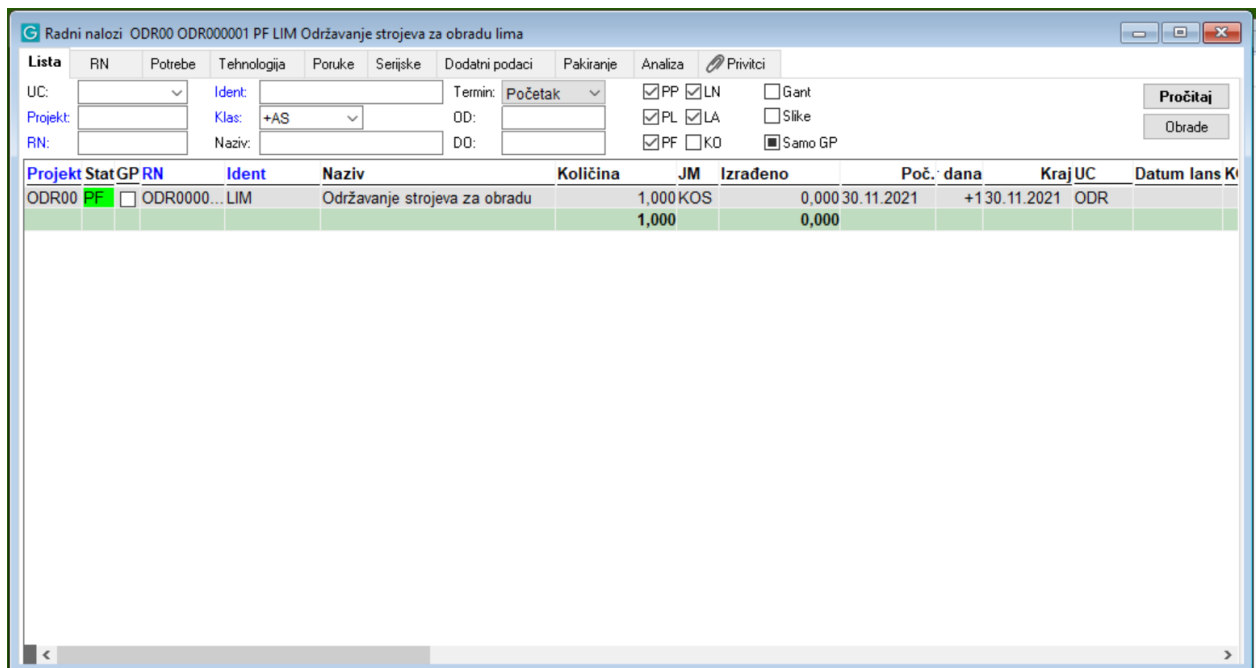 G Radni nalozi ODR00 ODR000001 PF LIM Održavanje strojeva za obradu lima
Lista RN Potrebe Tehnologija Poruke Serijske Dodatni podaci Pakiranje Analiza Privitci
UC: Ident: Termin: Početak PP LN Gant Pročitaj
Projekt: Klas: +AS OD: PL LA Slike Obrade
RN: Naziv: DO: PF KO Samo GP
Projekt Stat GP RN Ident Naziv Količina JM Izrađeno Poč. dana Kraj UC Datum lans
ODR00 PF ODR0000... LIM Održavanje strojeva za obradu 1,000 KOS 0,000 30.11.2021 +1 30.11.2021 ODR
1,000 0,000